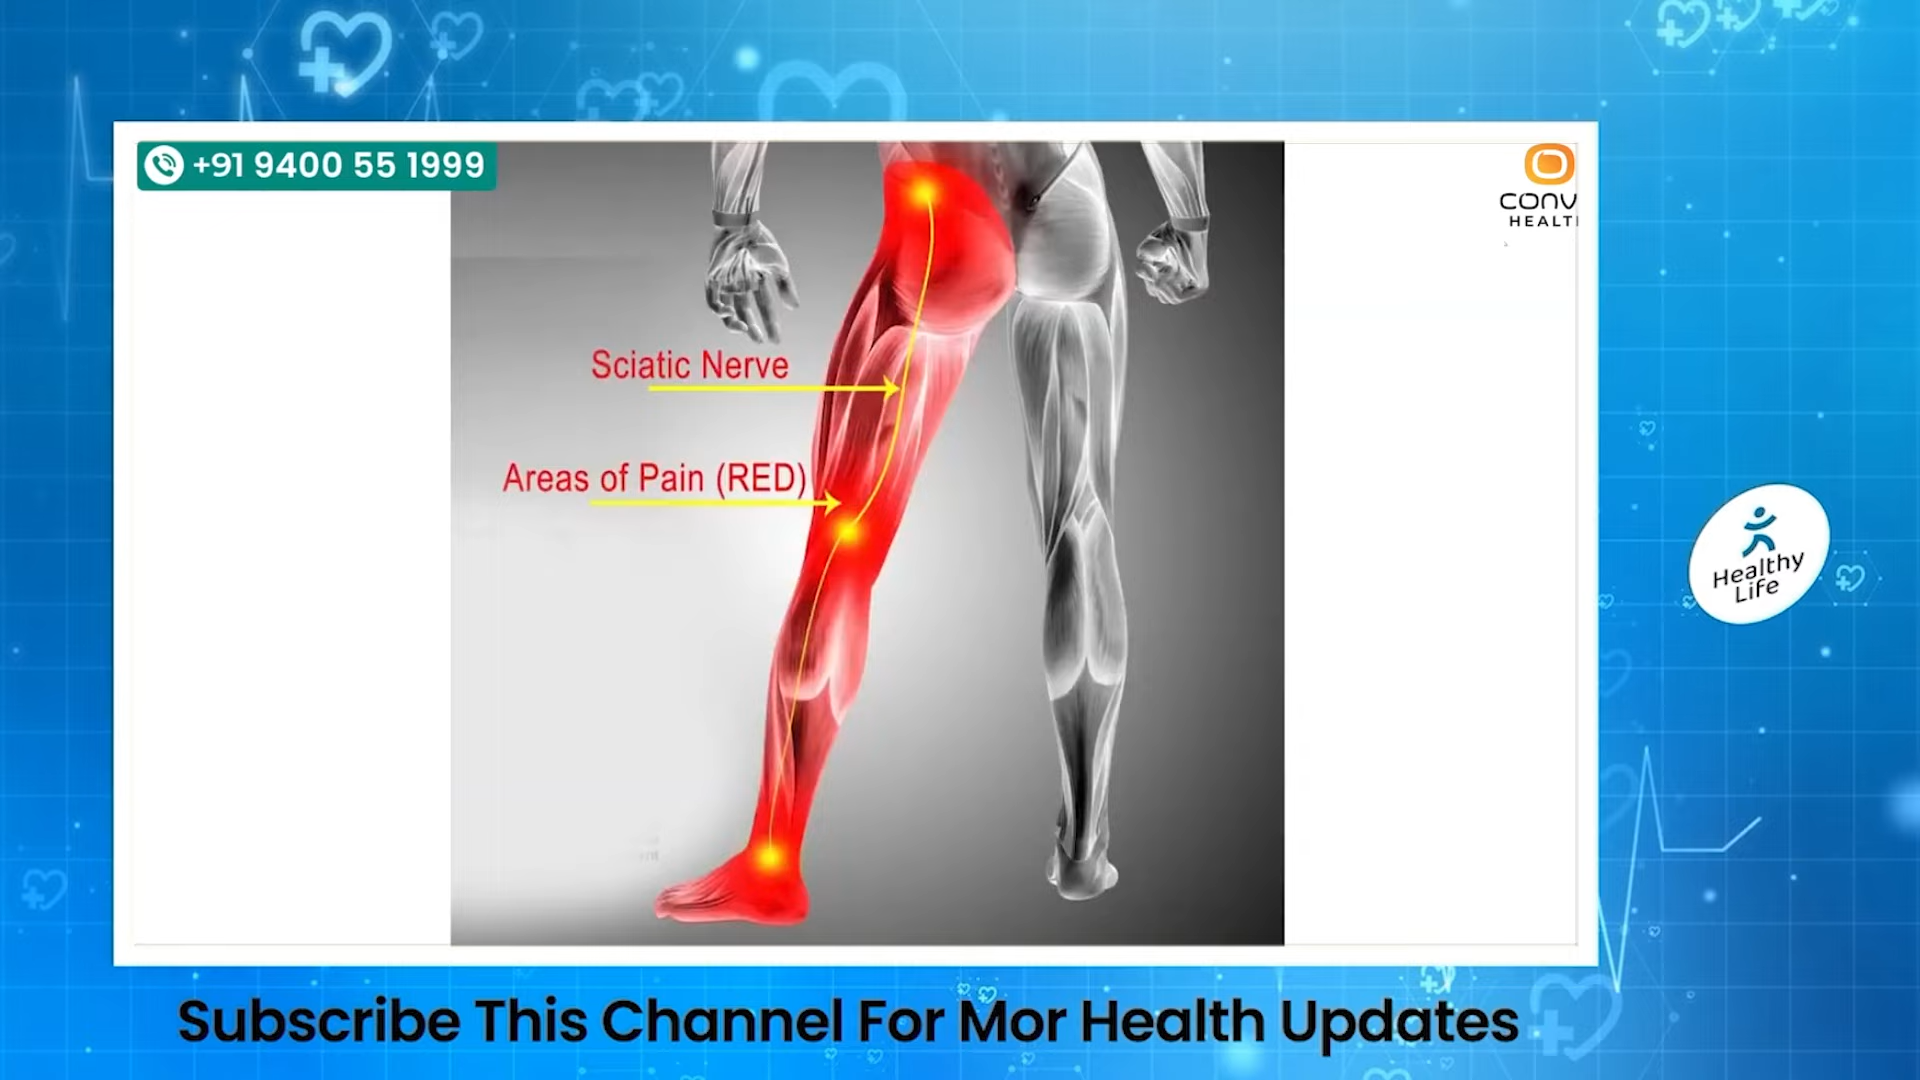 +91 9400 55 1999
CONV
HEALT
Sciatic Nerve
Areas of Pain (RED)
Healthy
Life
Subscribe This Channel For Mor Health Updates